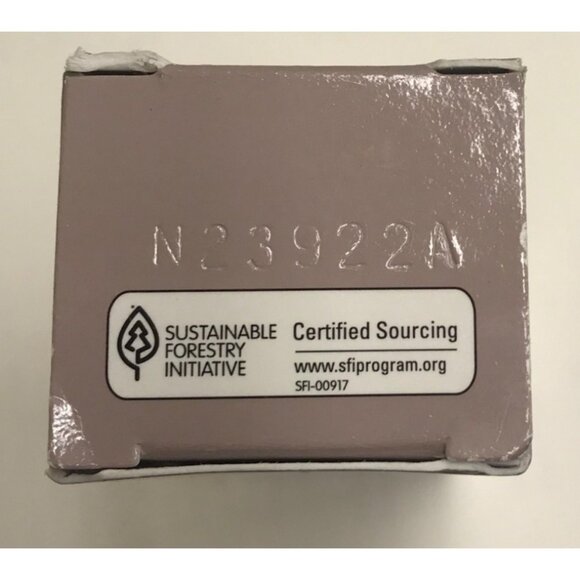 N23922A
SUSTAINABLE
FORESTRY
INITIATIVE
Certified Sourcing
www.sfiprogram.org
SFI-00917